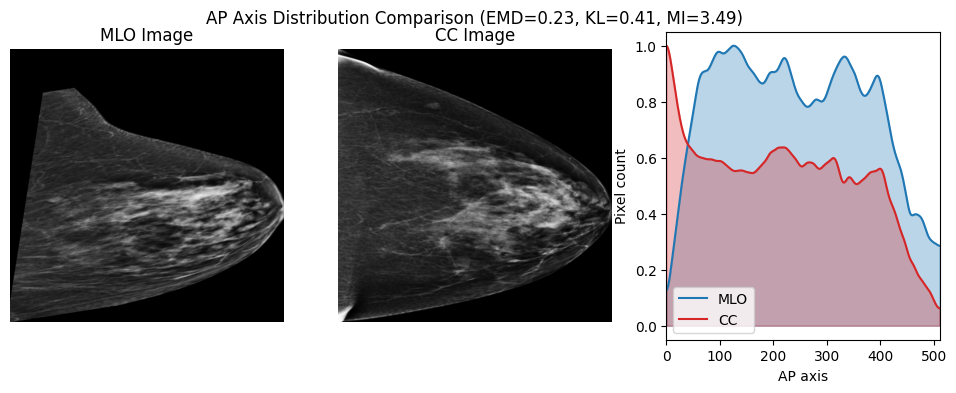 AP Axis Distribution Comparison (EMD=0.23, KL=0.41, MI=3.49)
MLO Image
CC Image
1.0
0.8
0.6
0.4
0.2
0.0
Pixel count
MLO
CC
0 100 200 300 400 500
AP axis